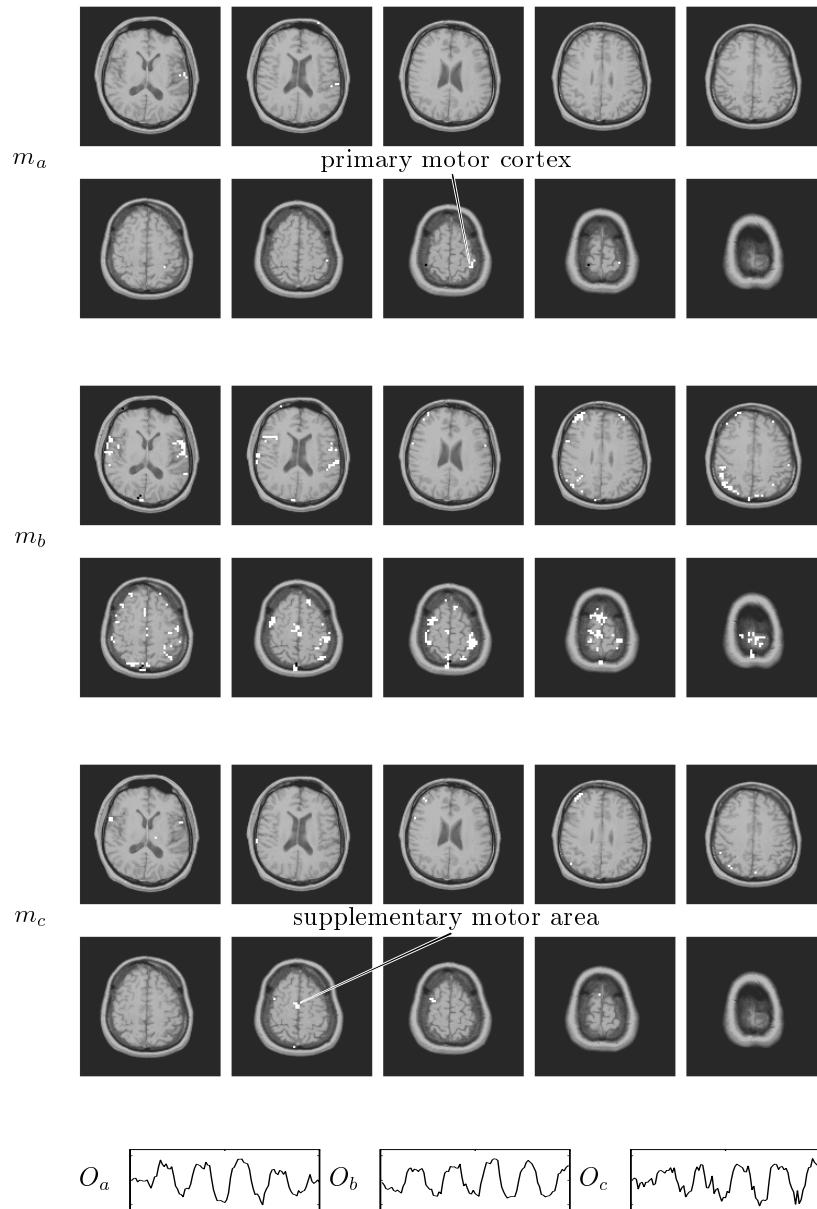 m_a
primary motor cortex
m_b
m_c
supplementary motor area
O_a O_b O_c